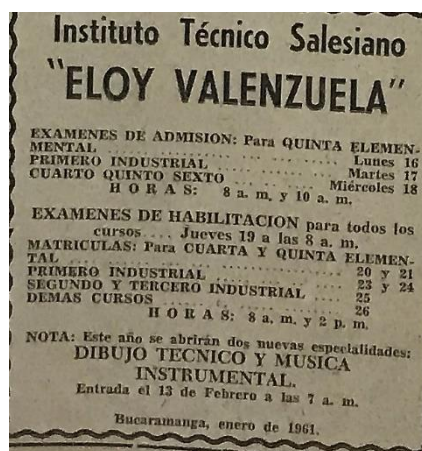 Instituto Técnico Salesiano
"ELOY VALENZUELA"
EXAMENES DE ADMISION: Para QUINTA ELEMEN-
MENTAL .................... Lunes 16
PRIMERO INDUSTRIAL .................... Martes 17
CUARTO QUINTO SEXTO .................... Miércoles 18
HORAS: 8 a. m. y 10 a. m.
EXAMENES DE HABILITACION para todos los
cursos .... Jueves 19 a las 8 a. m.
MATRICULAS: Para CUARTA Y QUINTA ELEMEN-
TAL .................... 20 y 21
PRIMERO INDUSTRIAL .................... 23 y 24
SEGUNDO Y TERCERO INDUSTRIAL .... 25
DEMAS CURSOS .................... 26
HORAS: 8 a. m. y 2 p. m.
NOTA: Este año se abrirán dos nuevas especialidades:
DIBUJO TECNICO Y MUSICA
INSTRUMENTAL.
Entrada el 13 de Febrero a las 7 a. m.
Bucaramanga, enero de 1961.